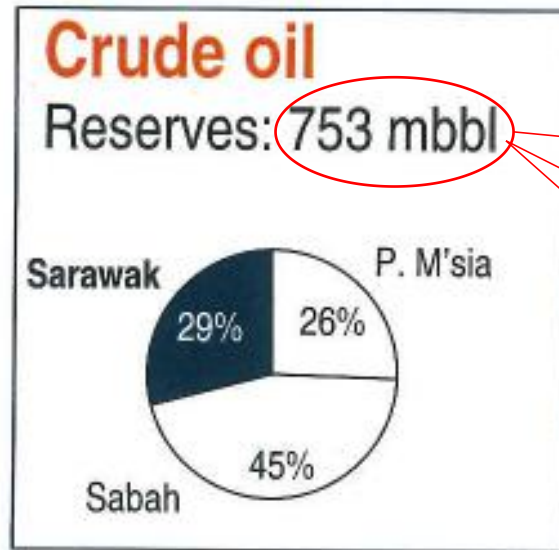 Crude oil
Reserves: 753 mbbl
Sarawak
P. M'sia
29%
26%
45%
Sabah